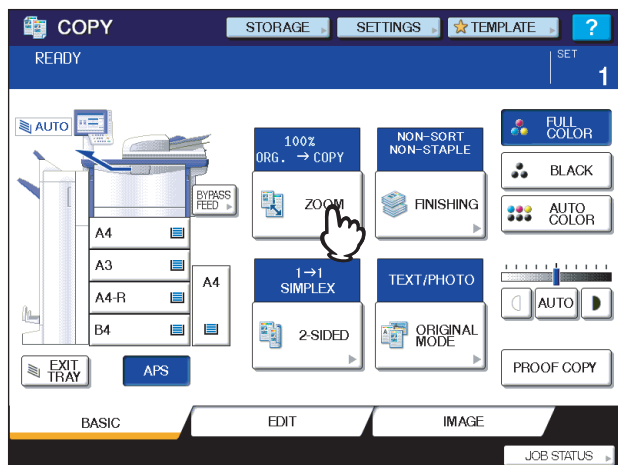 COPY
STORAGE
SETTINGS
TEMPLATE
?
READY
SET
1
AUTO
BYPASS
FEED
A4
A3
A4-R
B4
A4
EXIT
TRAY
APS
100%
ORG. → COPY
ZOOM
NON-SORT
NON-STAPLE
FINISHING
1→1
SIMPLEX
2-SIDED
TEXT/PHOTO
ORIGINAL
MODE
FULL
COLOR
BLACK
AUTO
COLOR
AUTO
PROOF COPY
BASIC
EDIT
IMAGE
JOB STATUS